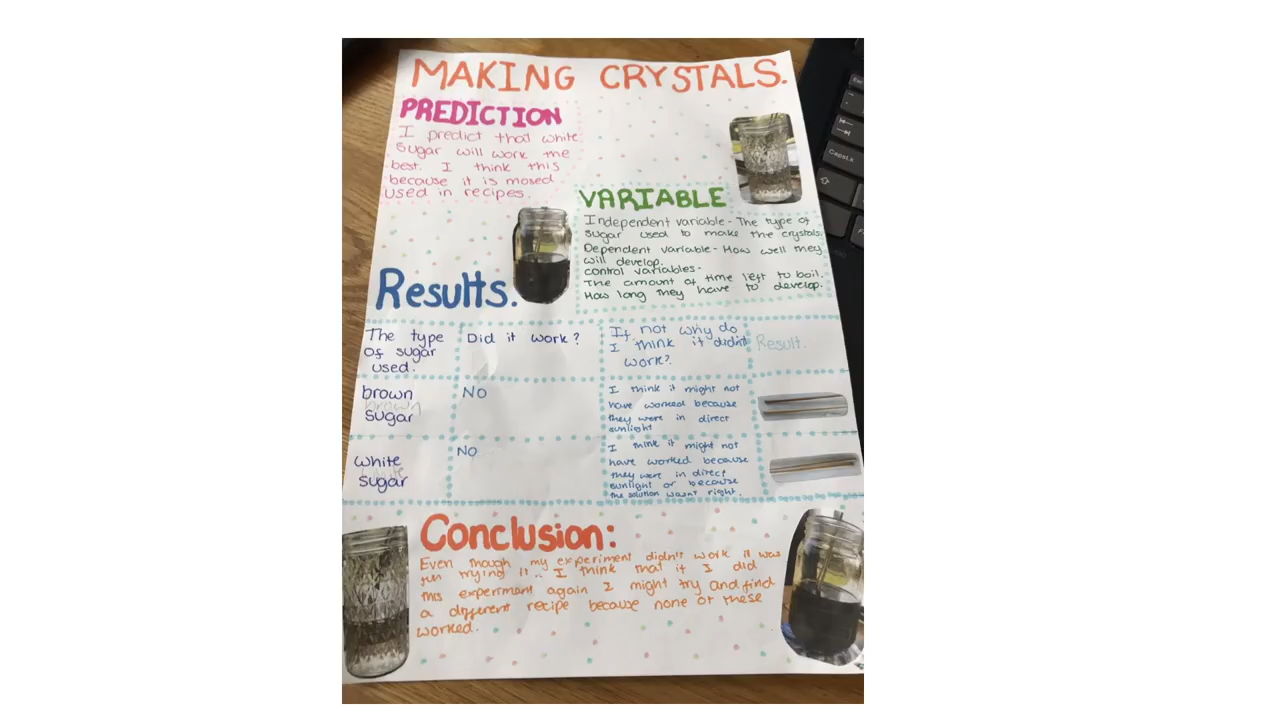 MAKING CRYSTALS.
PREDICTION
I predict that white
sugar will work the
best. I think this
because it is mosed
used in recipes.
VARIABLE
Independent variable - The type of
sugar used to make the crystals.
Dependent variable - How well they
will develop.
control variables -
The amount of time left to boil.
How long they have to develop.
Results.
The type
of sugar
used.
Did it work?
If not why do
I think it didn't
work?
Result.
brown
brown
sugar
No
I think it might not
have worked because
they were in direct
sunlight
white
white
sugar
No
I think it might not
have worked because
they were in direct
sunlight or because
the solution wasnt right.
Conclusion:
Even though my experiment didn't work it was
fun trying it.. I think that if I did
this experiment again I might try and find
a different recipe because none of these
worked.
CapsLk